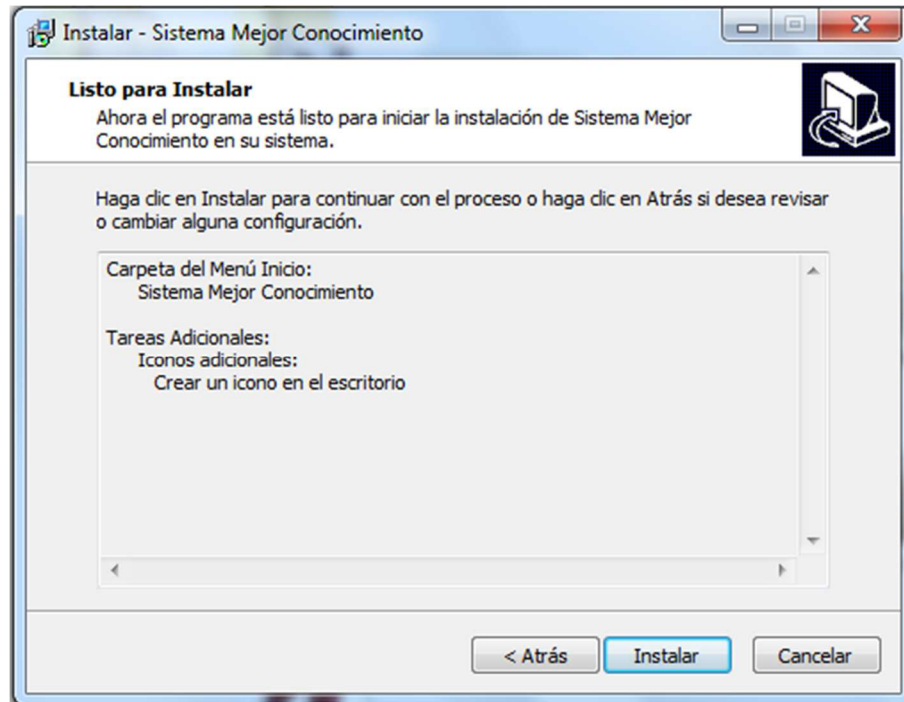 Instalar - Sistema Mejor Conocimiento
Listo para Instalar
Ahora el programa está listo para iniciar la instalación de Sistema Mejor
Conocimiento en su sistema.
Haga clic en Instalar para continuar con el proceso o haga clic en Atrás si desea revisar
o cambiar alguna configuración.
Carpeta del Menú Inicio:
Sistema Mejor Conocimiento
Tareas Adicionales:
Iconos adicionales:
Crear un icono en el escritorio
< Atrás
Instalar
Cancelar